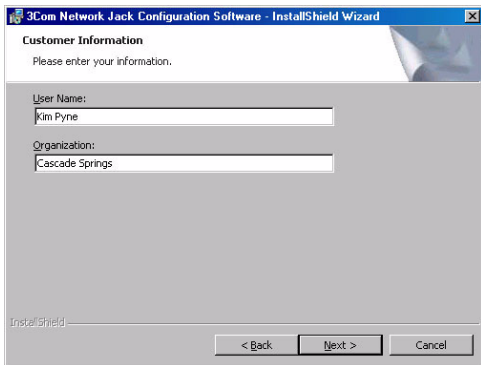 3Com Network Jack Configuration Software - InstallShield Wizard
Customer Information
Please enter your information.
User Name:
Kim Pyne
Organization:
Cascade Springs
InstallShield
< Back
Next >
Cancel